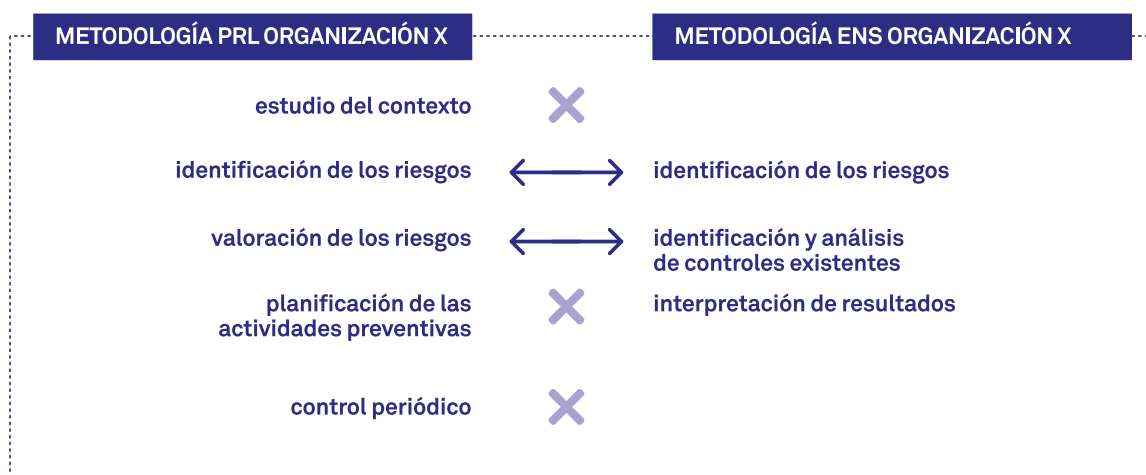 METODOLOGÍA PRL ORGANIZACIÓN X
METODOLOGÍA ENS ORGANIZACIÓN X
estudio del contexto
identificación de los riesgos
identificación de los riesgos
valoración de los riesgos
identificación y análisis
de controles existentes
planificación de las
actividades preventivas
interpretación de resultados
control periódico